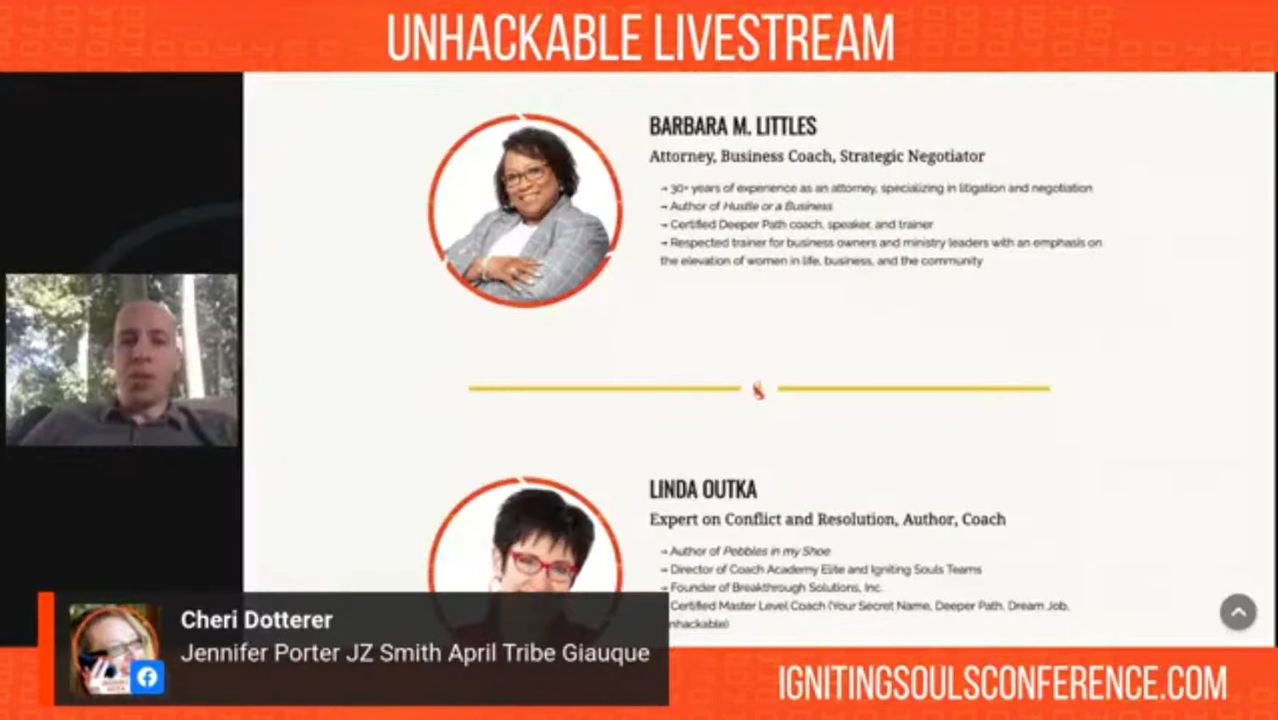 UNHACKABLE LIVESTREAM
BARBARA M. LITTLES
Attorney, Business Coach, Strategic Negotiator
→ 30+ years of experience as an attorney, specializing in litigation and negotiation
→ Author of Hustle or a Business
→ Certified Deeper Path coach, speaker, and trainer
→ Respected trainer for business owners and ministry leaders with an emphasis on
the elevation of women in life, business, and the community
LINDA OUTKA
Expert on Conflict and Resolution, Author, Coach
→ Author of Pebbles in my Shoe
→ Director of Coach Academy Elite and Igniting Souls Teams
→ Founder of Breakthrough Solutions, Inc.
Certified Master Level Coach (Your Secret Name, Deeper Path, Dream Job,
nhackable)
Cheri Dotterer
Jennifer Porter JZ Smith April Tribe Giauque
IGNITINGSOULSCONFERENCE.COM